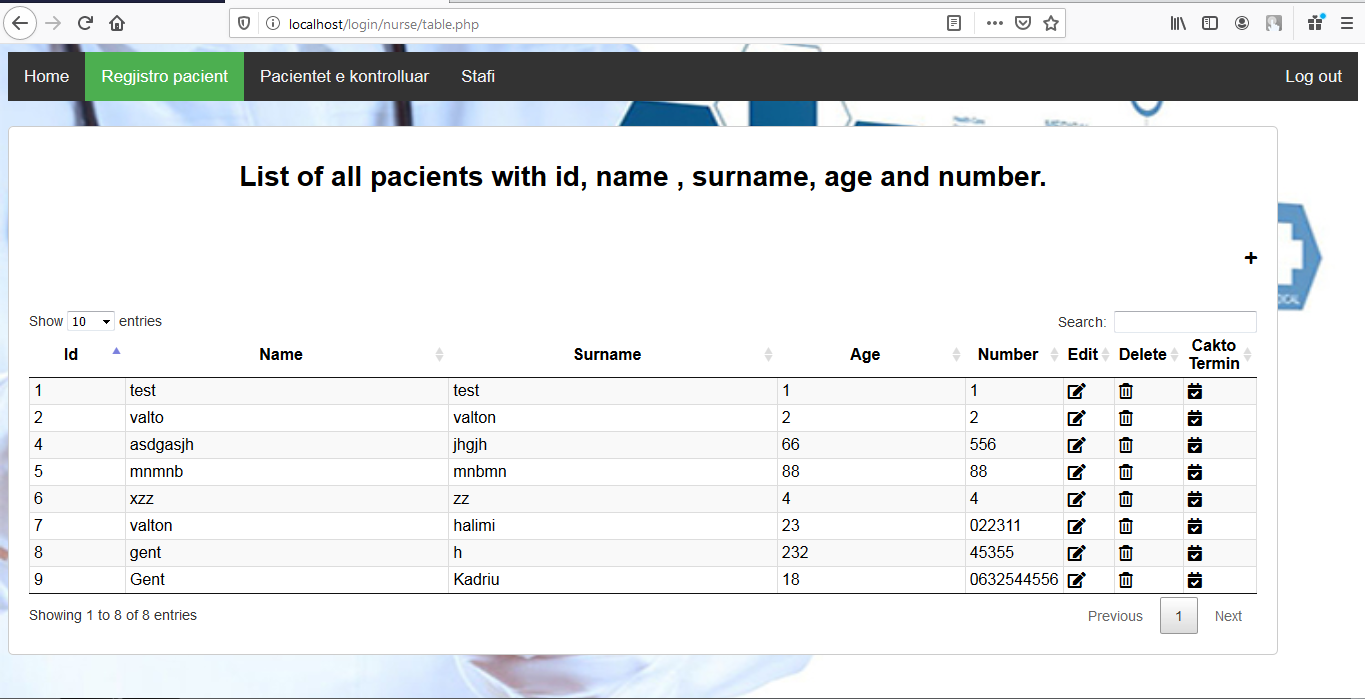 localhost/login/nurse/table.php
Home Regjistro pacient Pacientet e kontrolluar Stafi Log out
List of all pacients with id, name , surname, age and number.
+
Show 10 entries Search:
Id Name Surname Age Number Edit Delete Cakto
Termin
1 test test 1 1
2 valto valton 2 2
4 asdgasjh jhgjh 66 556
5 mnmnb mnbmn 88 88
6 xzz zz 4 4
7 valton halimi 23 022311
8 gent h 232 45355
9 Gent Kadriu 18 0632544556
Showing 1 to 8 of 8 entries Previous 1 Next